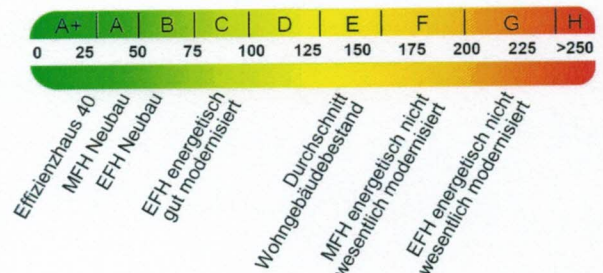 A+ A B C D E F G H
0 25 50 75 100 125 150 175 200 225 >250
Effizienzhaus 40
MFH Neubau
EFH Neubau
EFH energetisch
gut modernisiert
Durchschnitt
Wohngebäudebestand
MFH energetisch nicht
wesentlich modernisiert
EFH energetisch nicht
wesentlich modernisiert